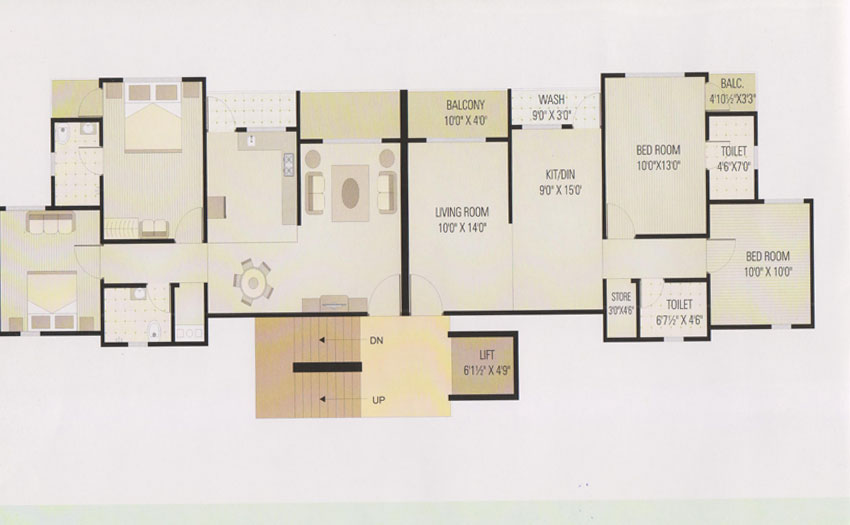 BALC.
4'10½"X3'3"
BALCONY
10'0" X 4'0'
WASH
9'0" X 3'0"
BED ROOM
10'0"X13'0"
TOILET
4'6"X7'0"
KIT/DIN
9'0" X 15'0"
LIVING ROOM
10'0" X 14'0"
BED ROOM
10'0" X 10'0"
STORE
3'0"X4'6"
TOILET
6'7½" X 4'6"
DN
LIFT
6'1½" X 4'9"
UP